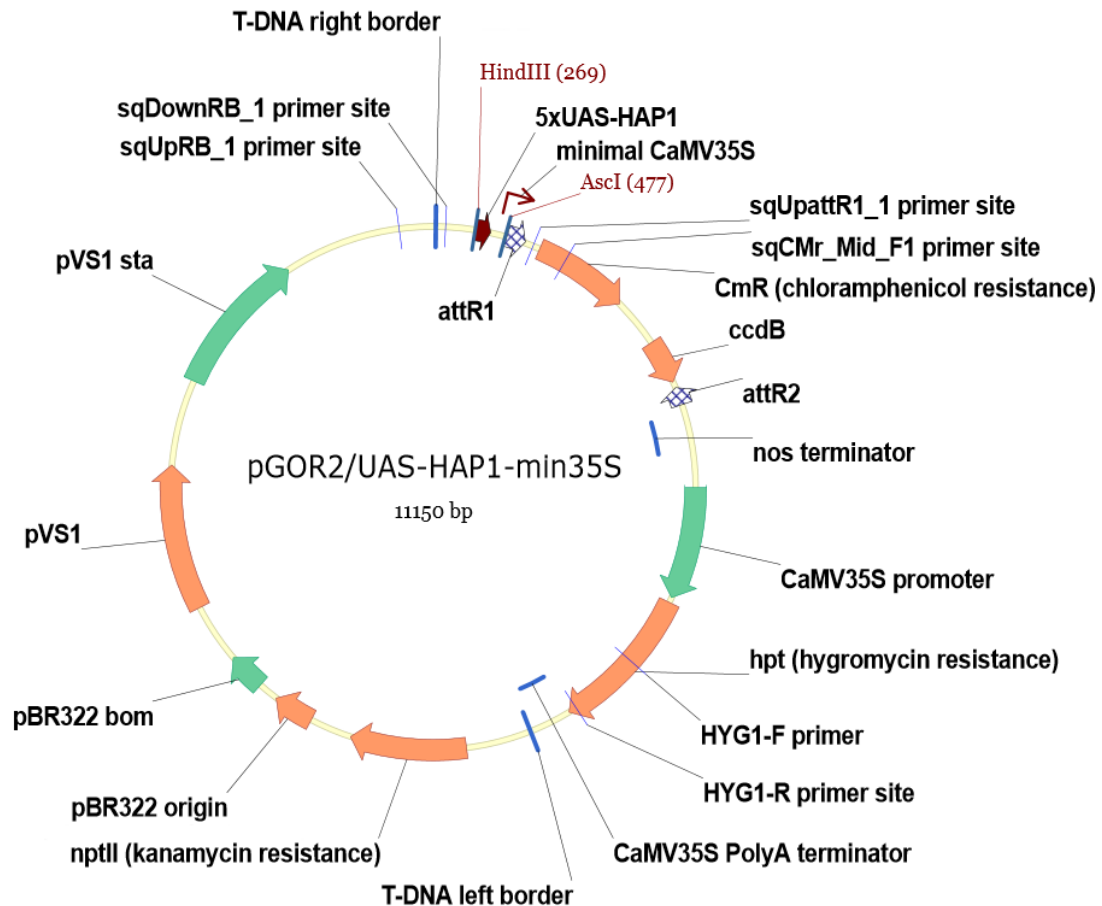 T-DNA right border
HindIII (269)
sqDownRB_1 primer site
5xUAS-HAP1
sqUpRB_1 primer site
minimal CaMV35S
AscI (477)
sqUpattR1_1 primer site
sqCMr_Mid_F1 primer site
pVS1 sta
CmR (chloramphenicol resistance)
attR1
ccdB
attR2
nos terminator
pGOR2/UAS-HAP1-min35S
11150 bp
pVS1
CaMV35S promoter
hpt (hygromycin resistance)
pBR322 bom
HYG1-F primer
HYG1-R primer site
pBR322 origin
nptII (kanamycin resistance)
CaMV35S PolyA terminator
T-DNA left border